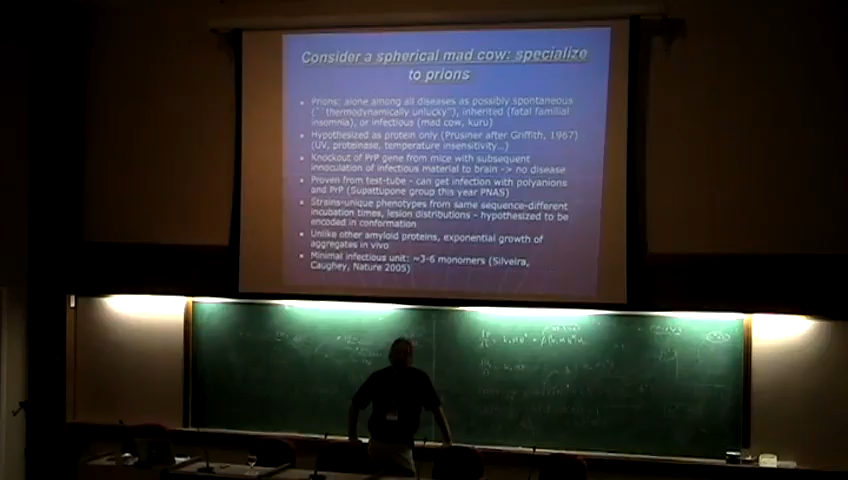 Consider a spherical mad cow: specialize
to prions
Prions: alone among all diseases as possibly spontaneous
(``thermodynamically unlucky''), inherited (fatal familial
insomnia), or infectious (mad cow, kuru)
Hypothesized as protein only (Prusiner after Griffith, 1967)
(UV, proteinase, temperature insensitivity…)
Knockout of PrP gene from mice with subsequent
innoculation of infectious material to brain -> no disease
Proven from test-tube - can get infection with polyanions
and PrP (Supattupone group this year PNAS)
Strains-unique phenotypes from same sequence-different
incubation times, lesion distributions - hypothesized to be
encoded in conformation
Unlike other amyloid proteins, exponential growth of
aggregates in vivo
Minimal infectious unit: ~3-6 monomers (Silveira,
Caughey, Nature 2005)